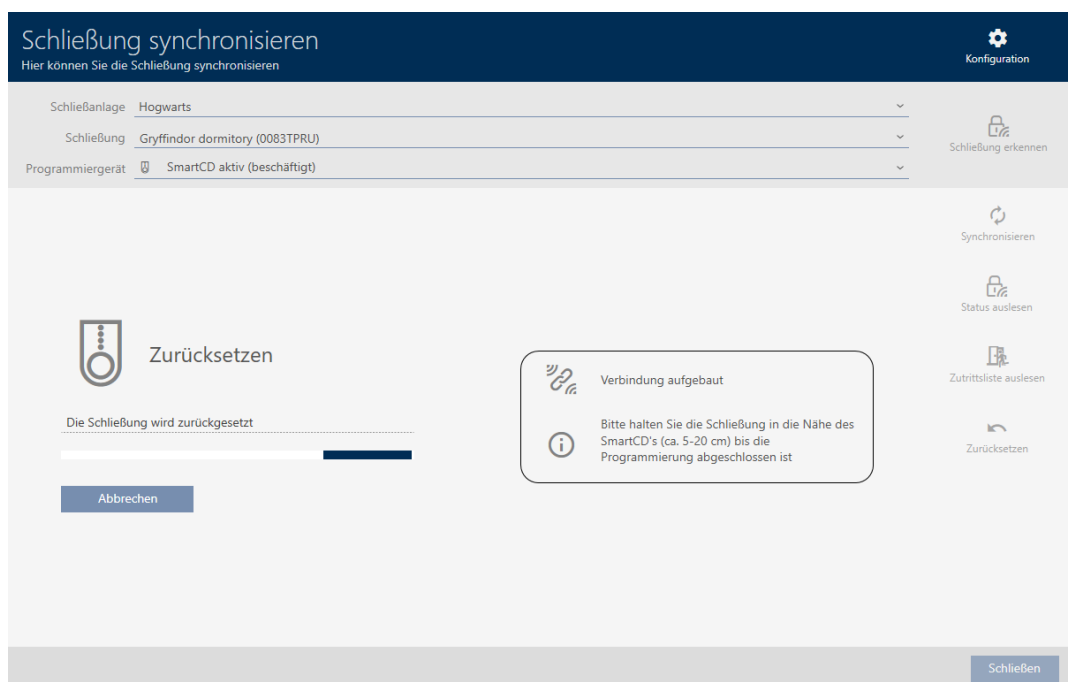 Schließung synchronisieren
Hier können Sie die Schließung synchronisieren
Konfiguration
Schließanlage Hogwarts
Schließung Gryffindor dormitory (0083TPRU)
Programmiergerät SmartCD aktiv (beschäftigt)
Schließung erkennen
Synchronisieren
Status auslesen
Zutrittsliste auslesen
Zurücksetzen
Zurücksetzen
Die Schließung wird zurückgesetzt
Abbrechen
Verbindung aufgebaut
Bitte halten Sie die Schließung in die Nähe des
SmartCD's (ca. 5-20 cm) bis die
Programmierung abgeschlossen ist
Schließen